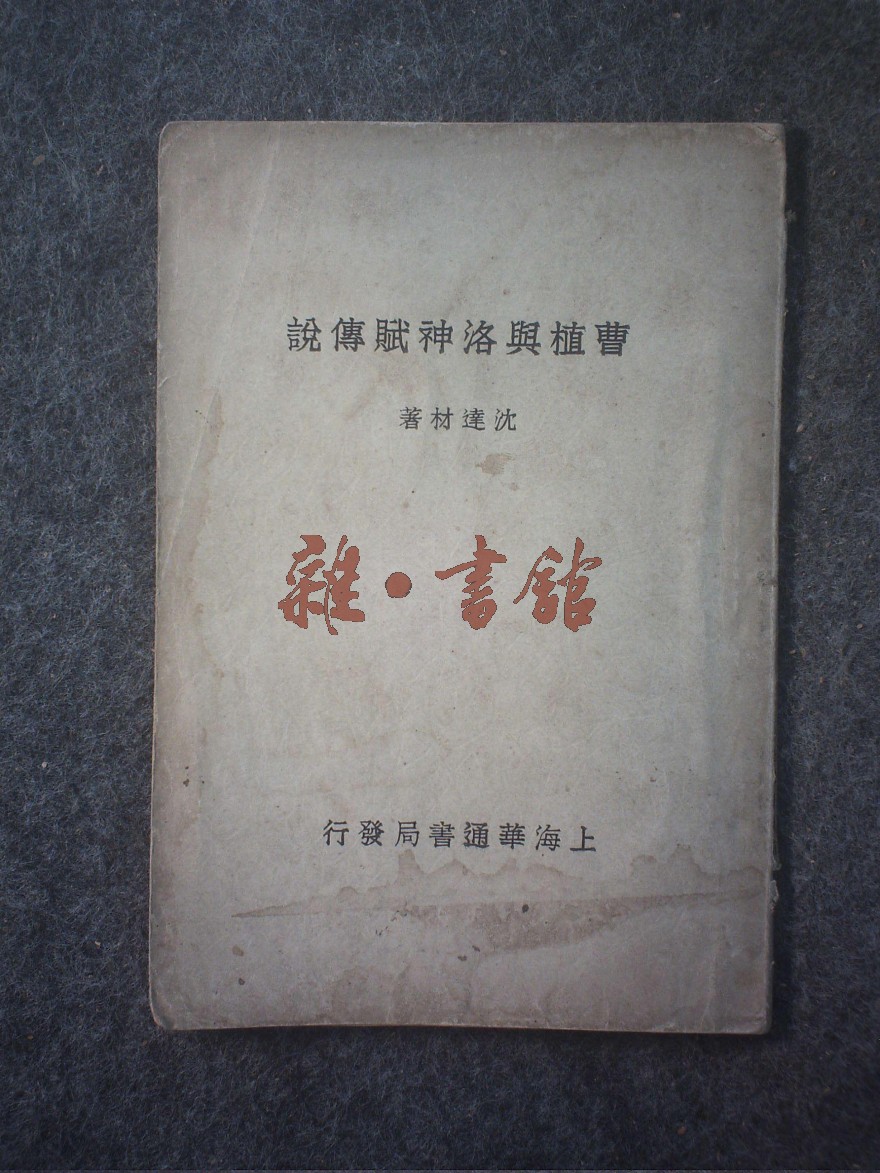 曹植與洛神賦傳說
沈達材著
雜·書館
上海華通書局發行